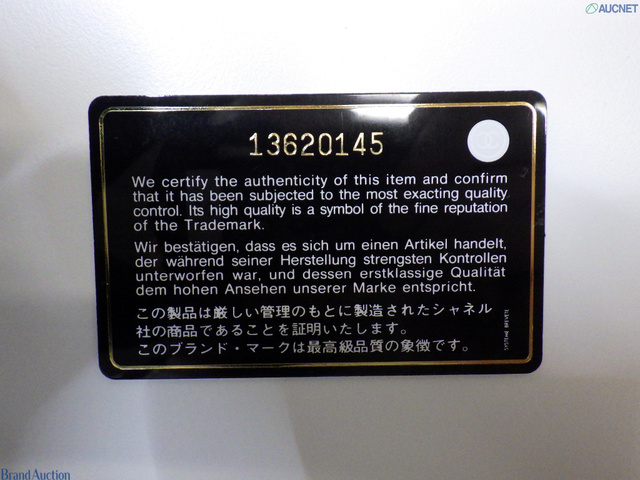 AUCNET
13620145
We certify the authenticity of this item and confirm
that it has been subjected to the most exacting quality
control. Its high quality is a symbol of the fine reputation
of the Trademark.
Wir bestätigen, dass es sich um einen Artikel handelt,
der während seiner Herstellung strengsten Kontrollen
unterworfen war, und dessen erstklassige Qualität
dem hohen Ansehen unserer Marke entspricht.
この製品は厳しい管理のもとに製造されたシャネル
社の商品であることを証明いたします。
このブランド・マークは最高級品質の象徴です。
SYSTEME BREVETE
Brand Auction